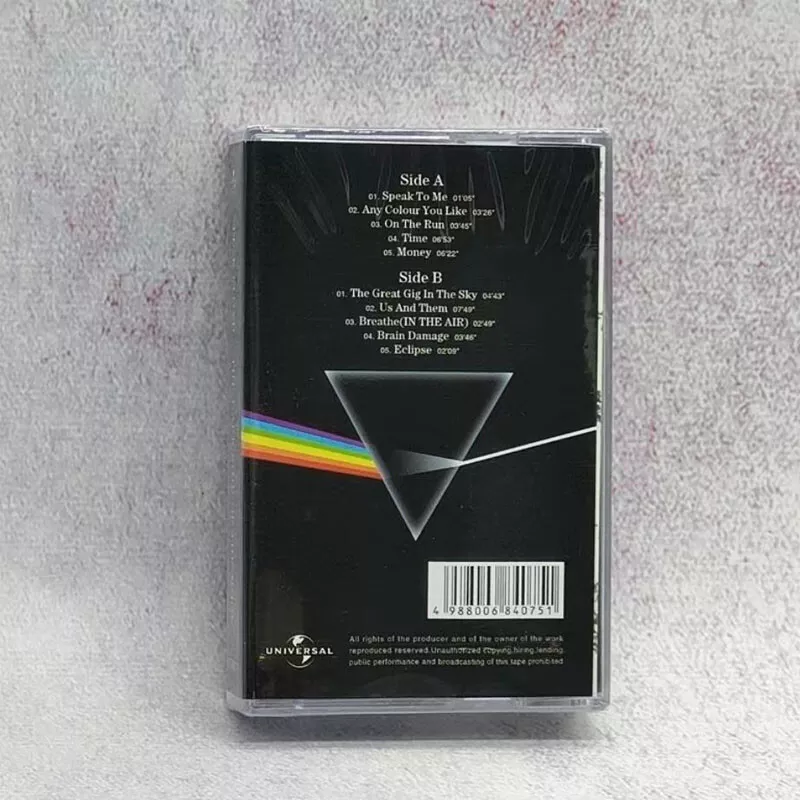 Side A
01. Speak To Me 01'05"
02. Any Colour You Like 03'26"
03. On The Run 03'45"
04. Time 06'53"
05. Money 06'22"
Side B
01. The Great Gig In The Sky 04'43"
02. Us And Them 07'49"
03. Breathe(IN THE AIR) 02'49"
04. Brain Damage 03'46"
05. Eclipse 02'09"
4 988006 840751
UNIVERSAL
All rights of the producer and of the owner of the work
reproduced reserved.Unauthorized copying,hiring,lending
public performance and broadcasting of this tape prohibited